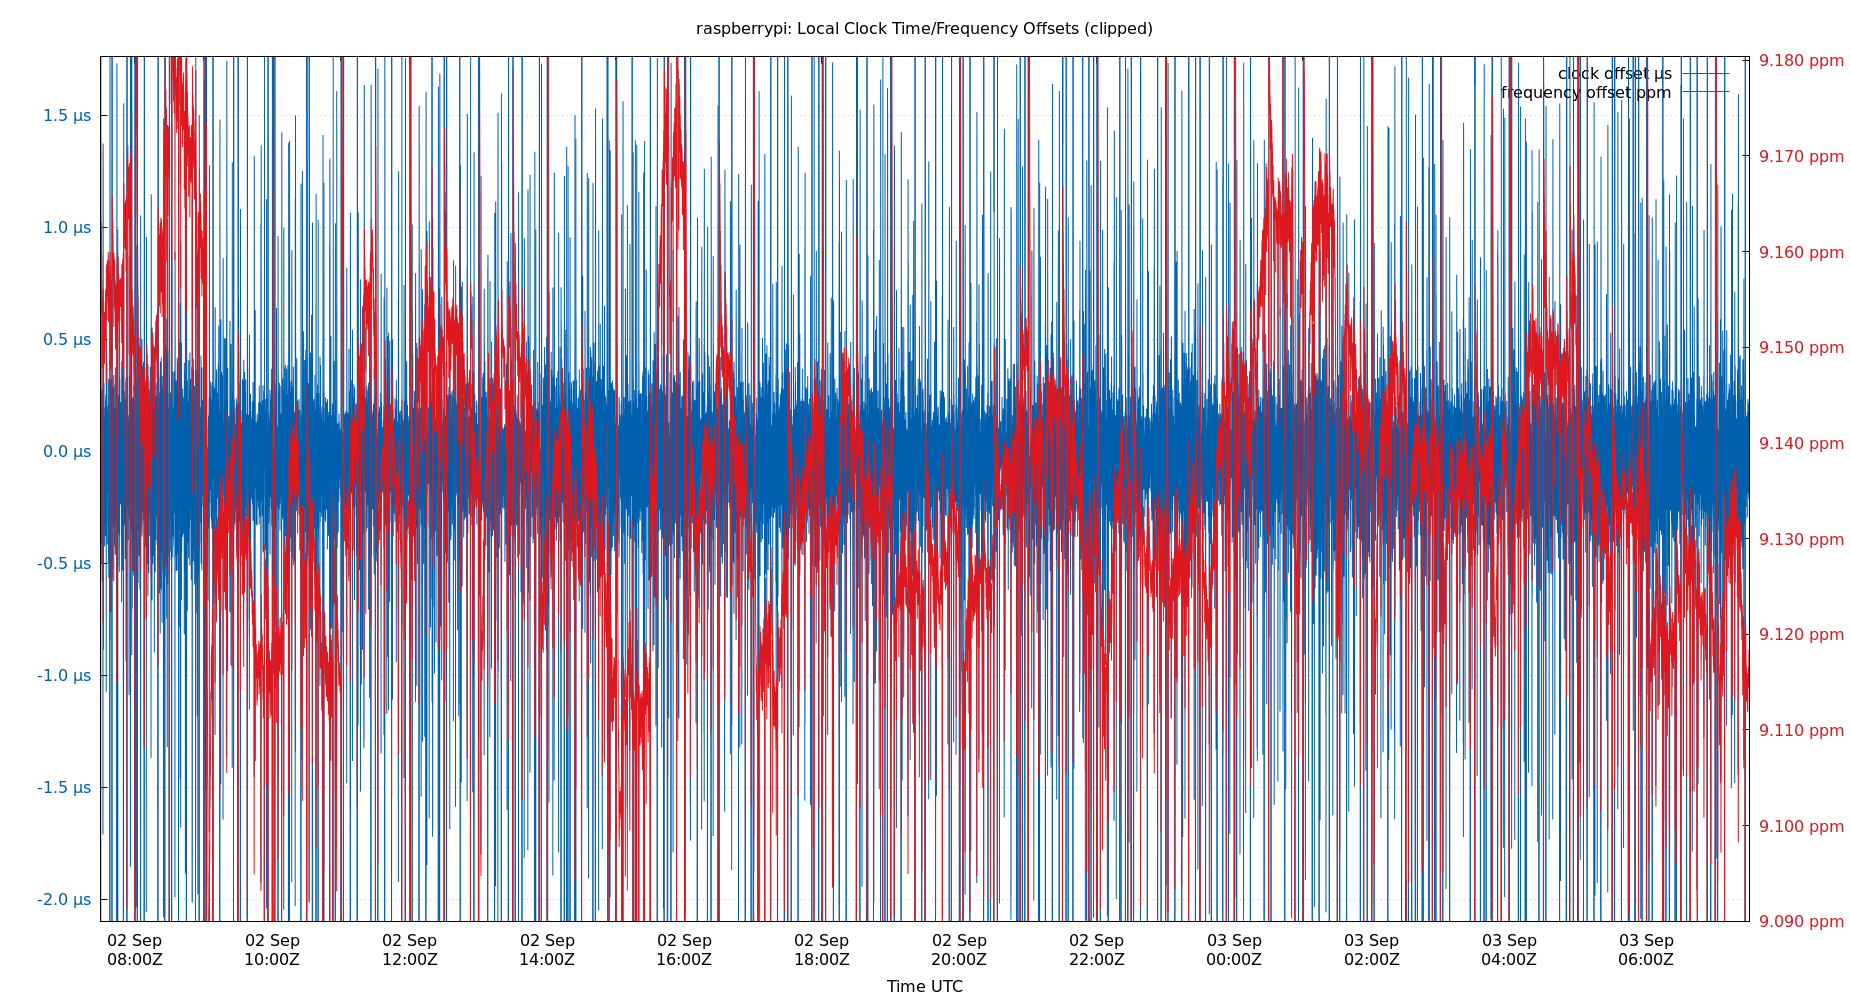 raspberrypi: Local Clock Time/Frequency Offsets (clipped)
clock offset µs
frequency offset ppm
1.5 µs
1.0 µs
0.5 µs
0.0 µs
-0.5 µs
-1.0 µs
-1.5 µs
-2.0 µs
9.180 ppm
9.170 ppm
9.160 ppm
9.150 ppm
9.140 ppm
9.130 ppm
9.120 ppm
9.110 ppm
9.100 ppm
9.090 ppm
02 Sep 02 Sep 02 Sep 02 Sep 02 Sep 02 Sep 02 Sep 02 Sep 03 Sep 03 Sep 03 Sep 03 Sep
08:00Z 10:00Z 12:00Z 14:00Z 16:00Z 18:00Z 20:00Z 22:00Z 00:00Z 02:00Z 04:00Z 06:00Z
Time UTC